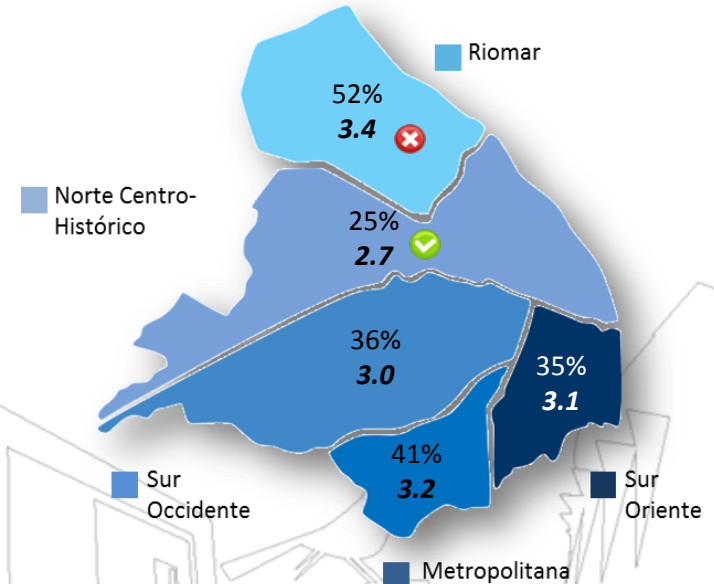 Riomar
52%
3.4
Norte Centro-
Histórico
25%
2.7
36%
3.0
35%
3.1
41%
3.2
Sur
Occidente
Sur
Oriente
Metropolitana